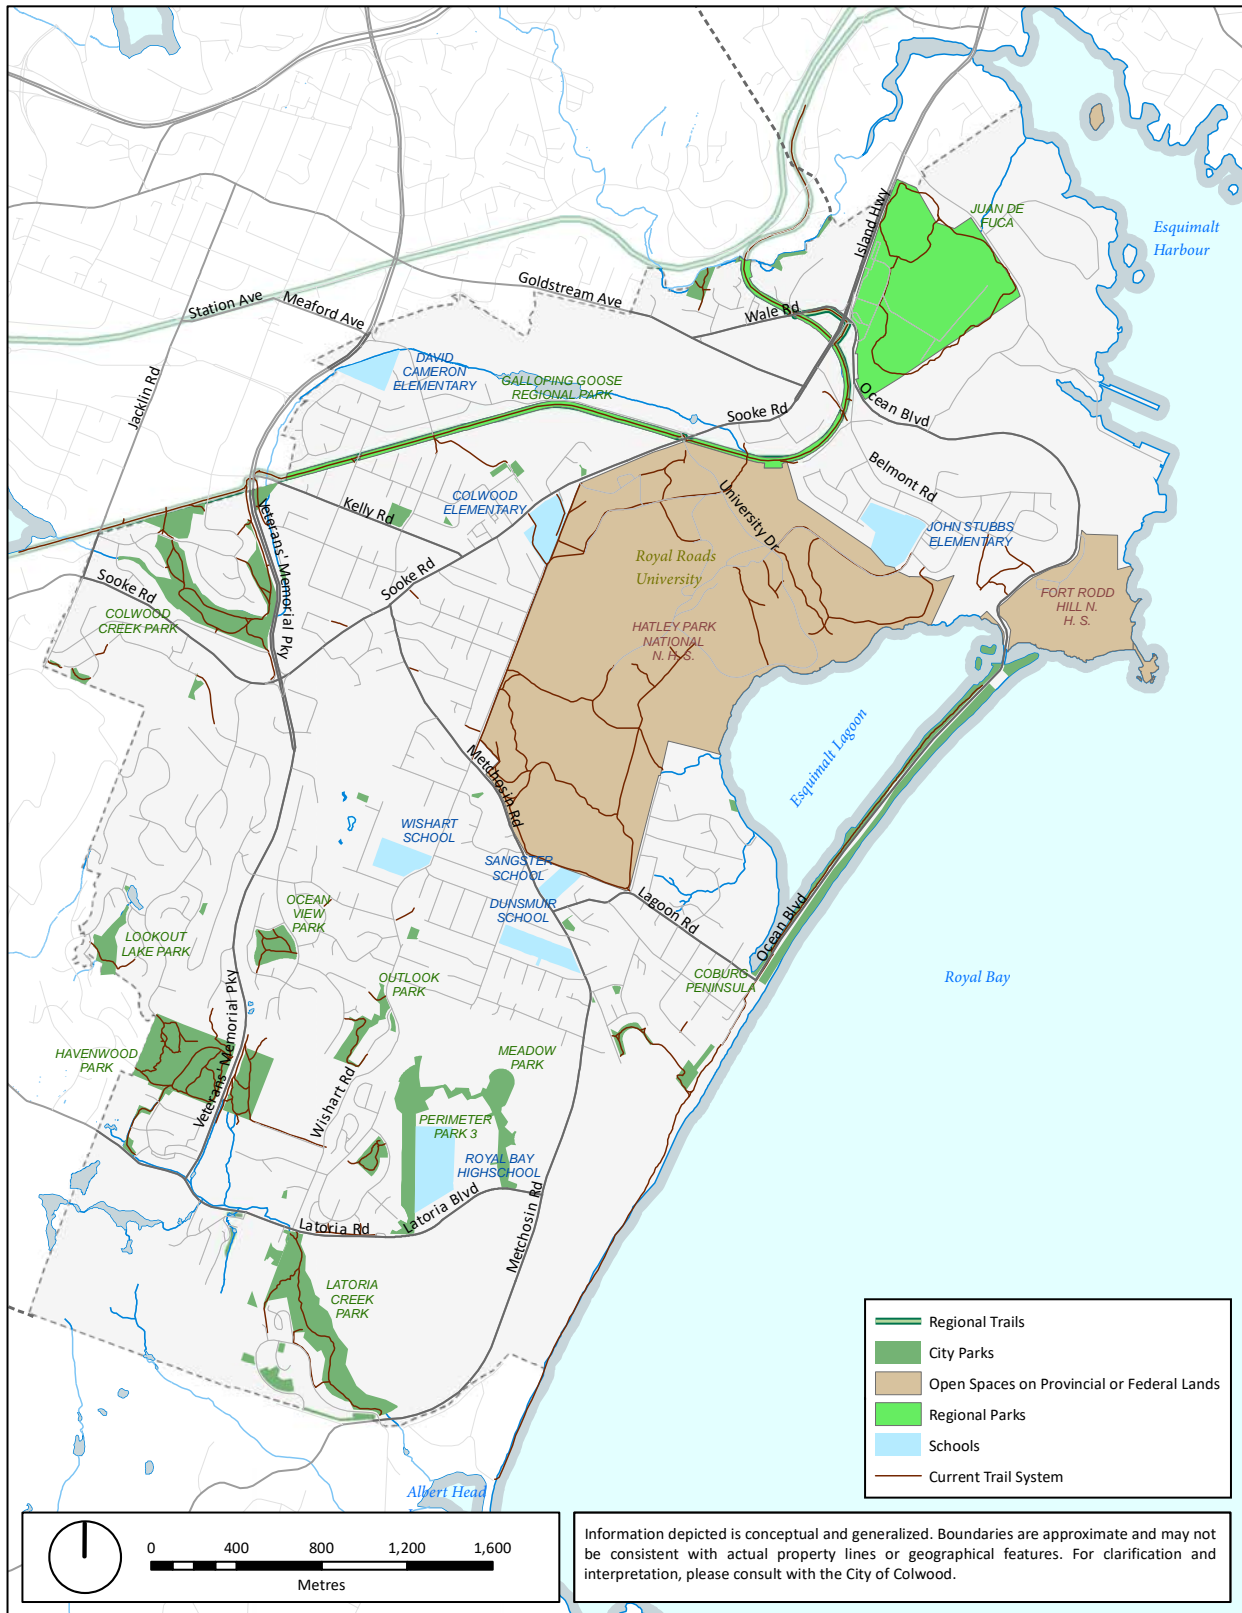 JUAN DE
FUCA
Esquimalt
Harbour
Island Hwy
Goldstream Ave
Station Ave
Meaford Ave
Wale Rd
DAVID
CAMERON
ELEMENTARY
GALLOPING GOOSE
REGIONAL PARK
Jacklin Rd
Sooke Rd
Ocean Blvd
Belmont Rd
COLWOOD
ELEMENTARY
Kelly Rd
University Dr
JOHN STUBBS
ELEMENTARY
Veterans' Memorial Pky
Royal Roads
University
Sooke Rd
Sooke Rd
COLWOOD
CREEK PARK
HATLEY PARK
NATIONAL
N. H. S.
FORT RODD
HILL N.
H. S.
Esquimalt Lagoon
Metchosin Rd
WISHART
SCHOOL
SANGSTER
SCHOOL
DUNSMUIR
SCHOOL
Lagoon Rd
Ocean Blvd
OCEAN
VIEW
PARK
LOOKOUT
LAKE PARK
COBURG
PENINSULA
Royal Bay
OUTLOOK
PARK
Veterans' Memorial Pky
HAVENWOOD
PARK
MEADOW
PARK
Wishart Rd
PERIMETER
PARK 3
ROYAL BAY
HIGHSCHOOL
Latoria Blvd
Latoria Rd
Metchosin Rd
LATORIA
CREEK
PARK
Albert Head
Regional Trails
City Parks
Open Spaces on Provincial or Federal Lands
Regional Parks
Schools
Current Trail System
0 400 800 1,200 1,600
Metres
Information depicted is conceptual and generalized. Boundaries are approximate and may not
be consistent with actual property lines or geographical features. For clarification and
interpretation, please consult with the City of Colwood.